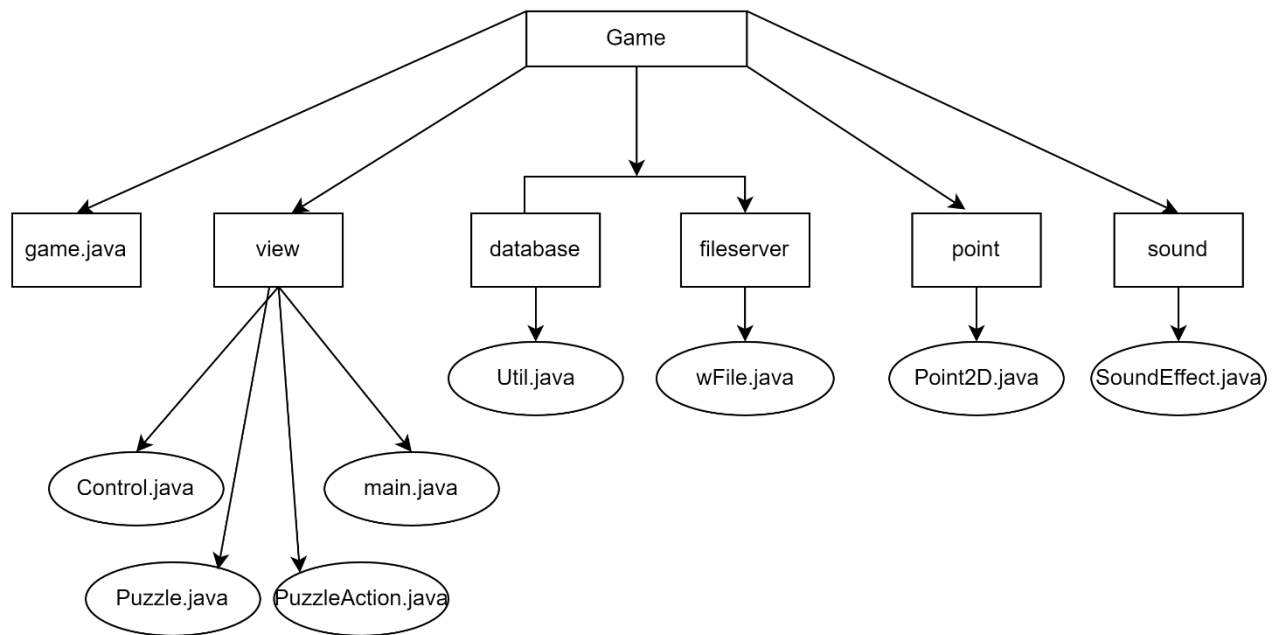 Game
game.java
view
database
fileserver
point
sound
Util.java
wFile.java
Point2D.java
SoundEffect.java
Control.java
main.java
Puzzle.java
PuzzleAction.java